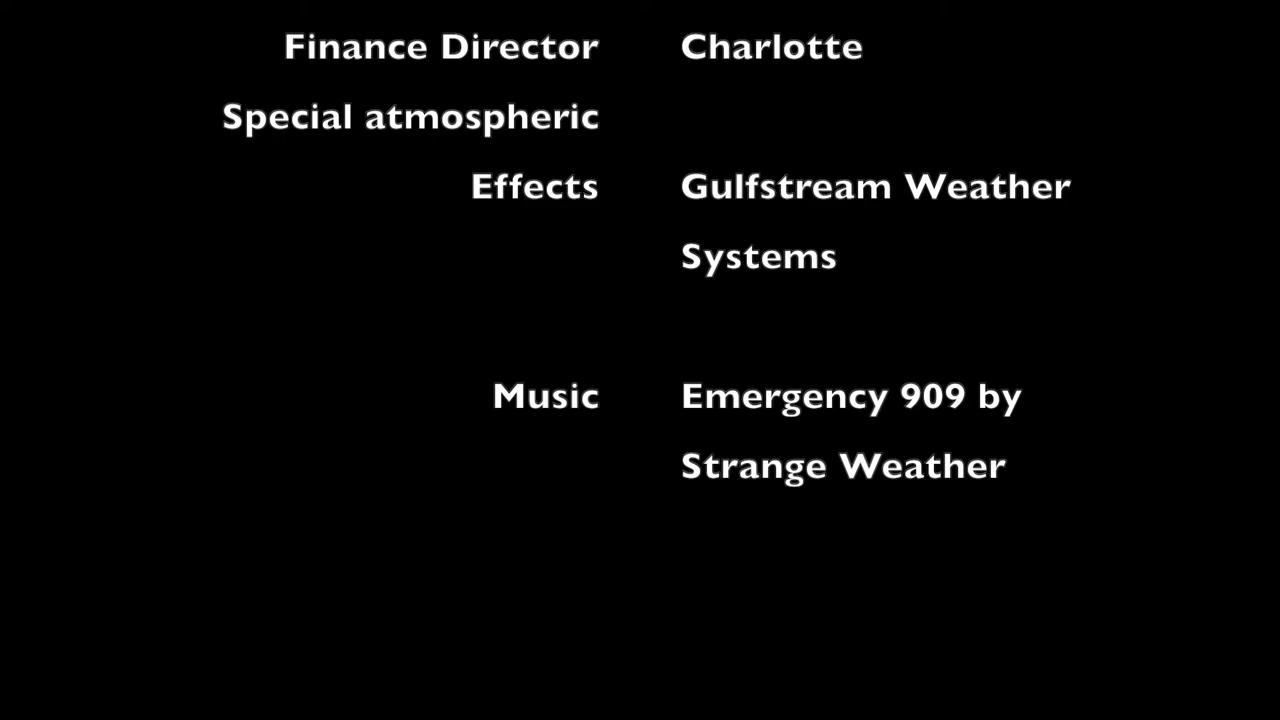 Finance Director Charlotte
Special atmospheric
Effects Gulfstream Weather
Systems
Music Emergency 909 by
Strange Weather